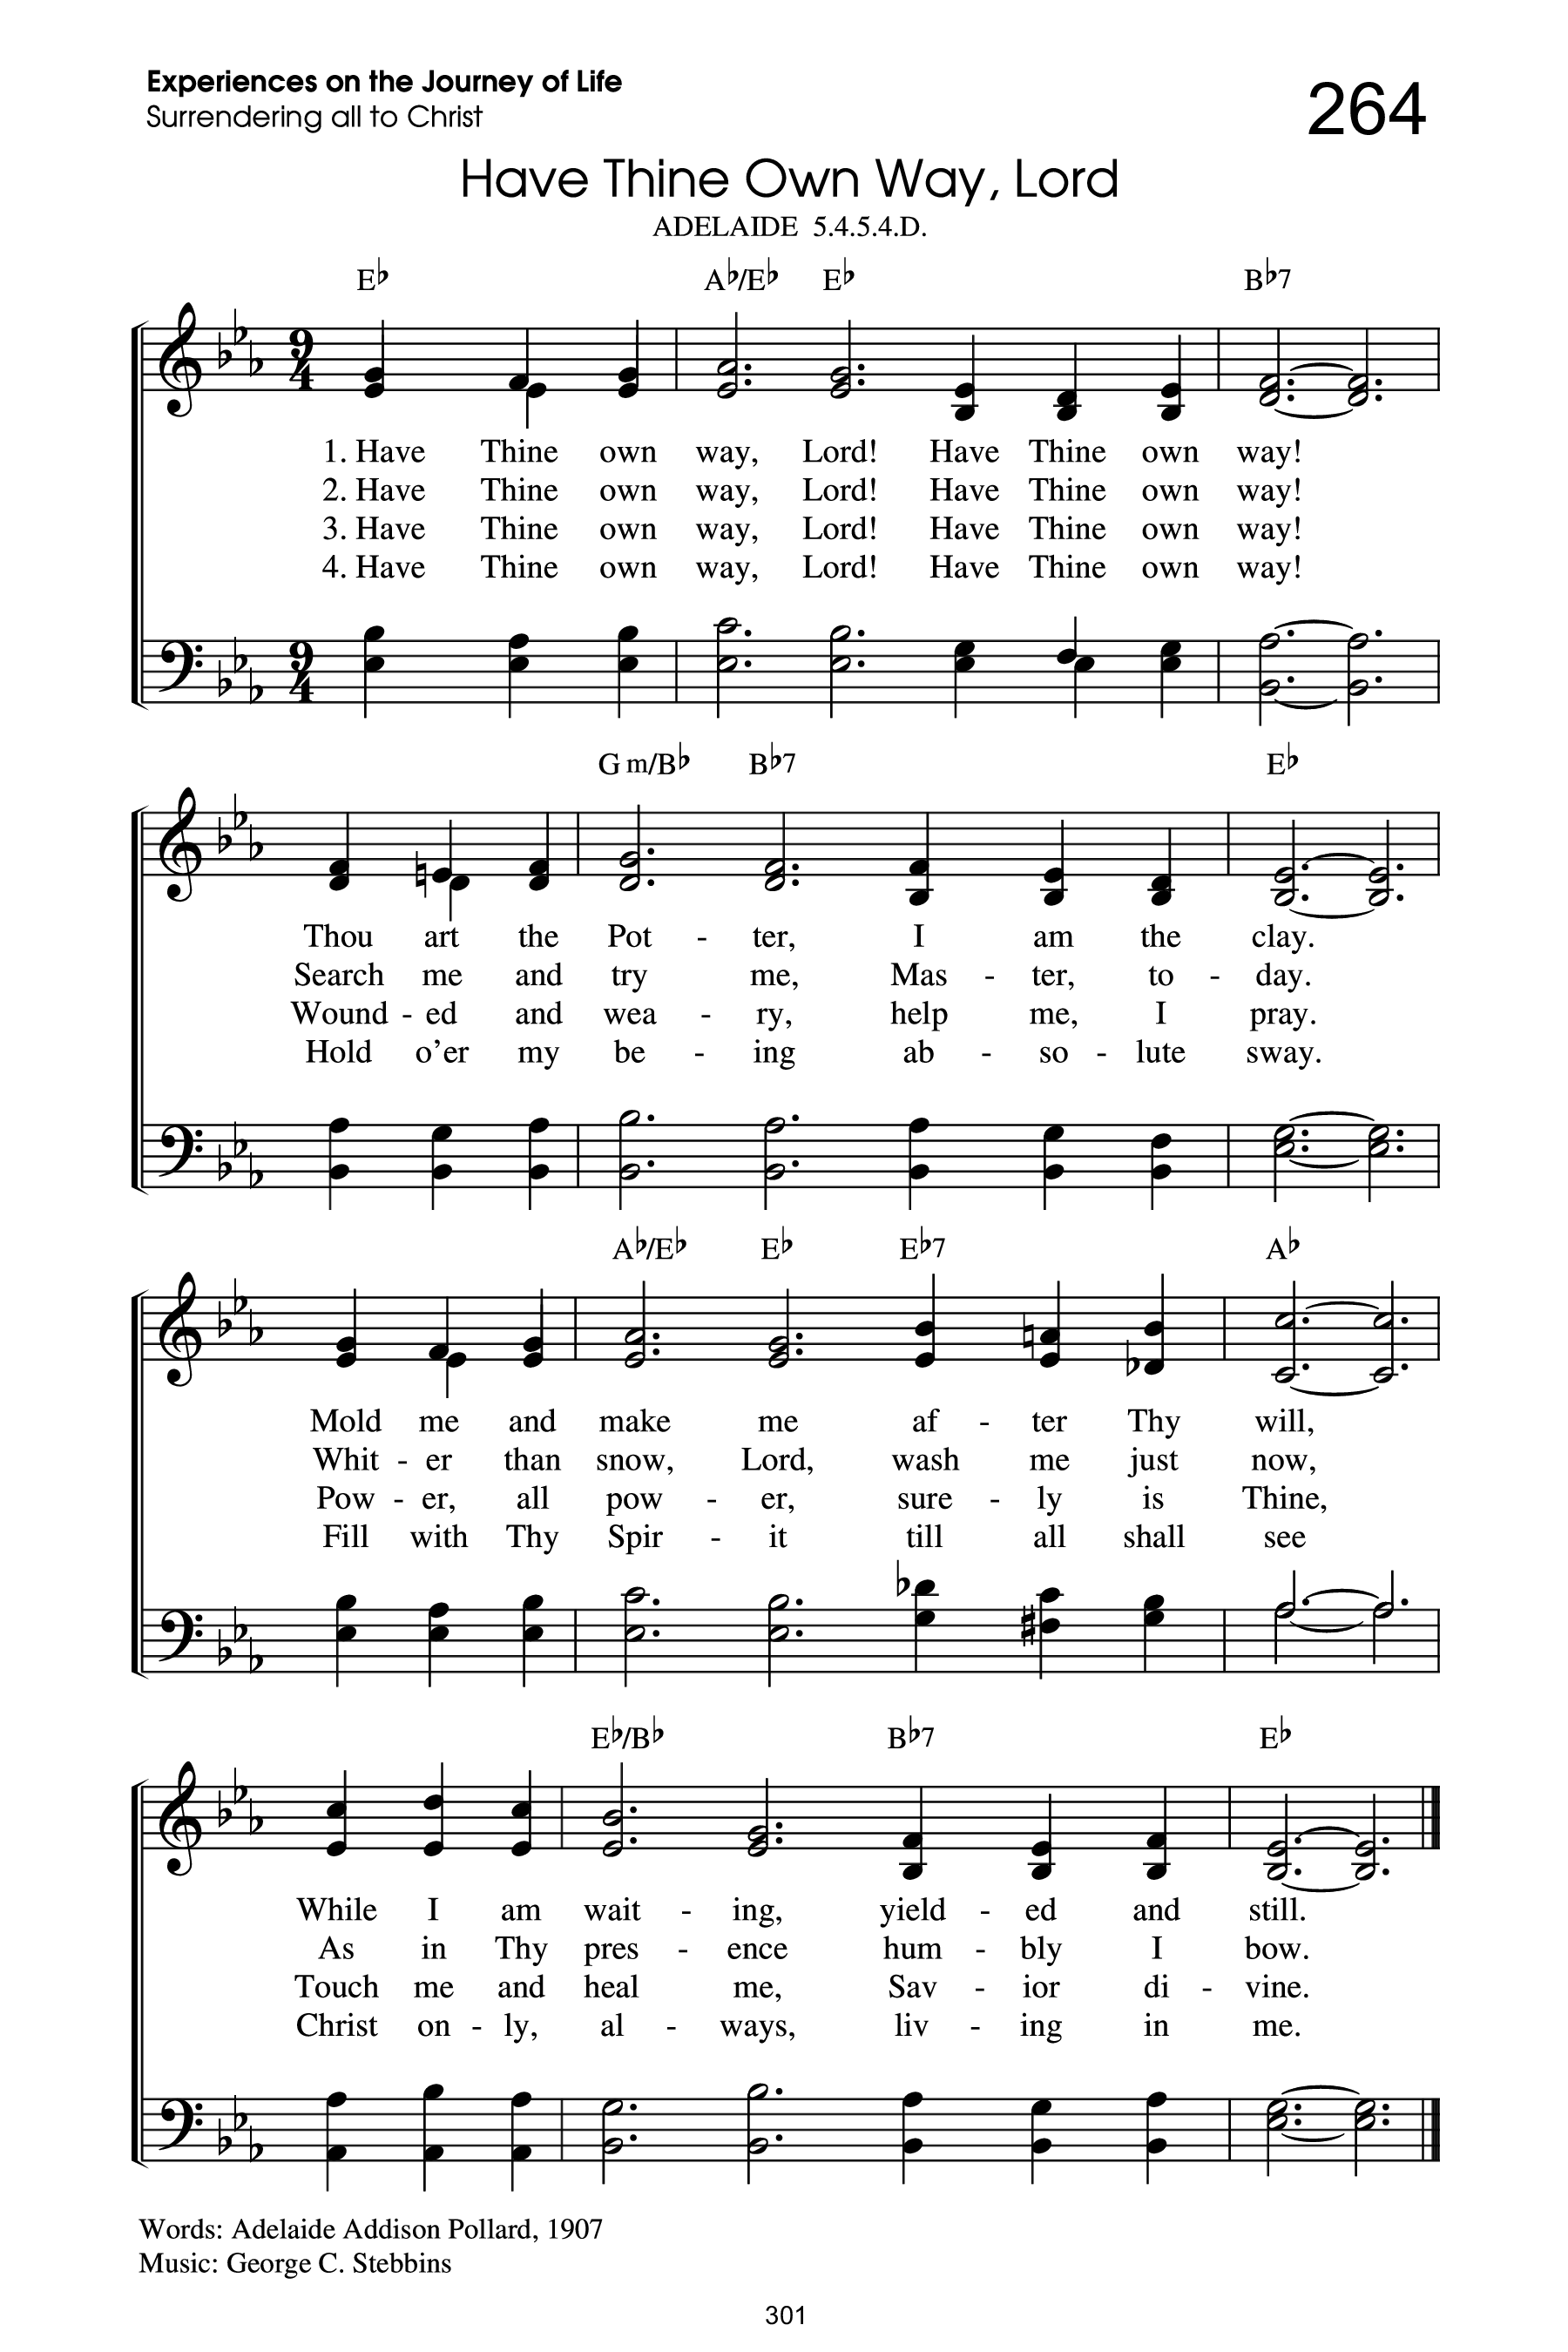 Experiences on the Journey of Life
Surrendering all to Christ
264
Have Thine Own Way, Lord
ADELAIDE 5.4.5.4.D.
E♭ A♭/E♭ E♭ B♭7
1. Have Thine own way, Lord! Have Thine own way!
2. Have Thine own way, Lord! Have Thine own way!
3. Have Thine own way, Lord! Have Thine own way!
4. Have Thine own way, Lord! Have Thine own way!
G m/B♭ B♭7 E♭
Thou art the Pot - ter, I am the clay.
Search me and try me, Mas - ter, to - day.
Wound - ed and wea - ry, help me, I pray.
Hold o’er my be - ing ab - so - lute sway.
A♭/E♭ E♭ E♭7 A♭
Mold me and make me af - ter Thy will,
Whit - er than snow, Lord, wash me just now,
Pow - er, all pow - er, sure - ly is Thine,
Fill with Thy Spir - it till all shall see
E♭/B♭ B♭7 E♭
While I am wait - ing, yield - ed and still.
As in Thy pres - ence hum - bly I bow.
Touch me and heal me, Sav - ior di - vine.
Christ on - ly, al - ways, liv - ing in me.
Words: Adelaide Addison Pollard, 1907
Music: George C. Stebbins
301